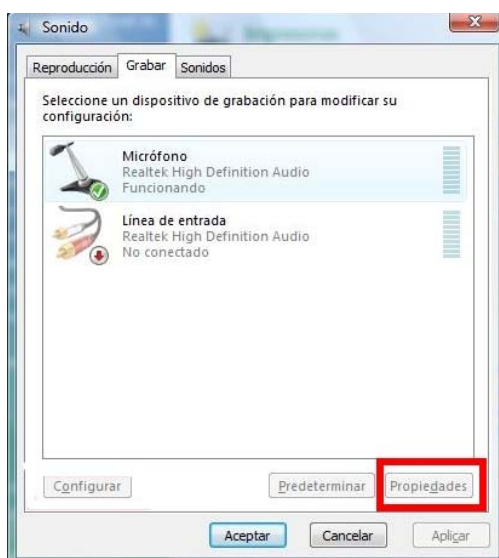 Sonido
Reproducción Grabar Sonidos
Seleccione un dispositivo de grabación para modificar su
configuración:
Micrófono
Realtek High Definition Audio
Funcionando
Línea de entrada
Realtek High Definition Audio
No conectado
Configurar Predeterminar Propiedades
Aceptar Cancelar Aplicar